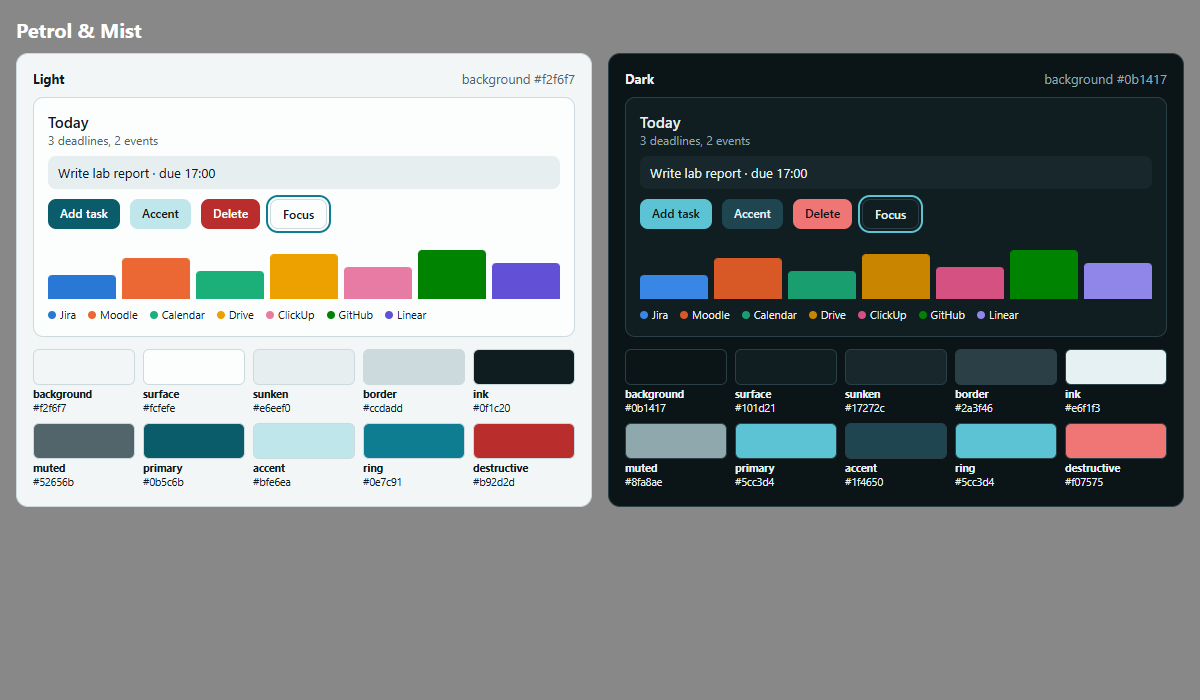 Petrol & Mist
Light
background #f2f6f7
Today
3 deadlines, 2 events
Write lab report · due 17:00
Add task
Accent
Delete
Focus
Jira
Moodle
Calendar
Drive
ClickUp
GitHub
Linear
background
surface
sunken
border
ink
#f2f6f7
#fcfefe
#e6eef0
#ccdadd
#0f1c20
muted
primary
accent
ring
destructive
#52656b
#0b5c6b
#bfe6ea
#0e7c91
#b92d2d
Dark
background #0b1417
Today
3 deadlines, 2 events
Write lab report · due 17:00
Add task
Accent
Delete
Focus
Jira
Moodle
Calendar
Drive
ClickUp
GitHub
Linear
background
surface
sunken
border
ink
#0b1417
#101d21
#17272c
#2a3f46
#e6f1f3
muted
primary
accent
ring
destructive
#8fa8ae
#5cc3d4
#1f4650
#5cc3d4
#f07575